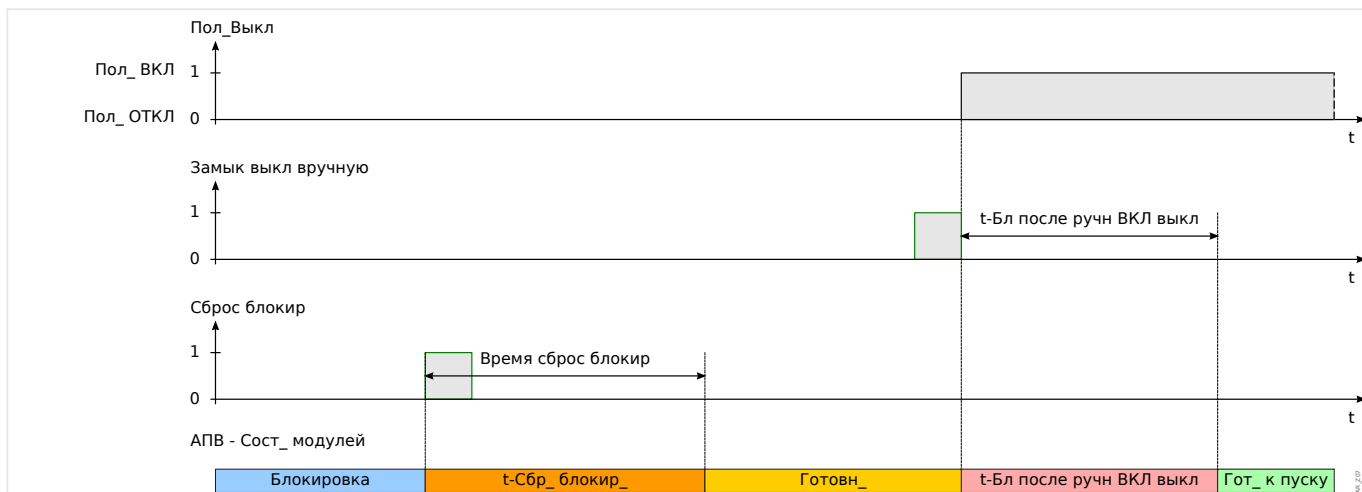 Пол_Выкл
Пол_ ВКЛ 1
Пол_ ОТКЛ 0
t
Замык выкл вручную
1 t-Бл после ручн ВКЛ выкл
0
t
Сброс блокир
1 Время сброс блокир
0
t
АПВ - Сост_ модулей
Блокировка t-Сбр_ блокир_ Готовн_ t-Бл после ручн ВКЛ выкл Гот_ к пуску